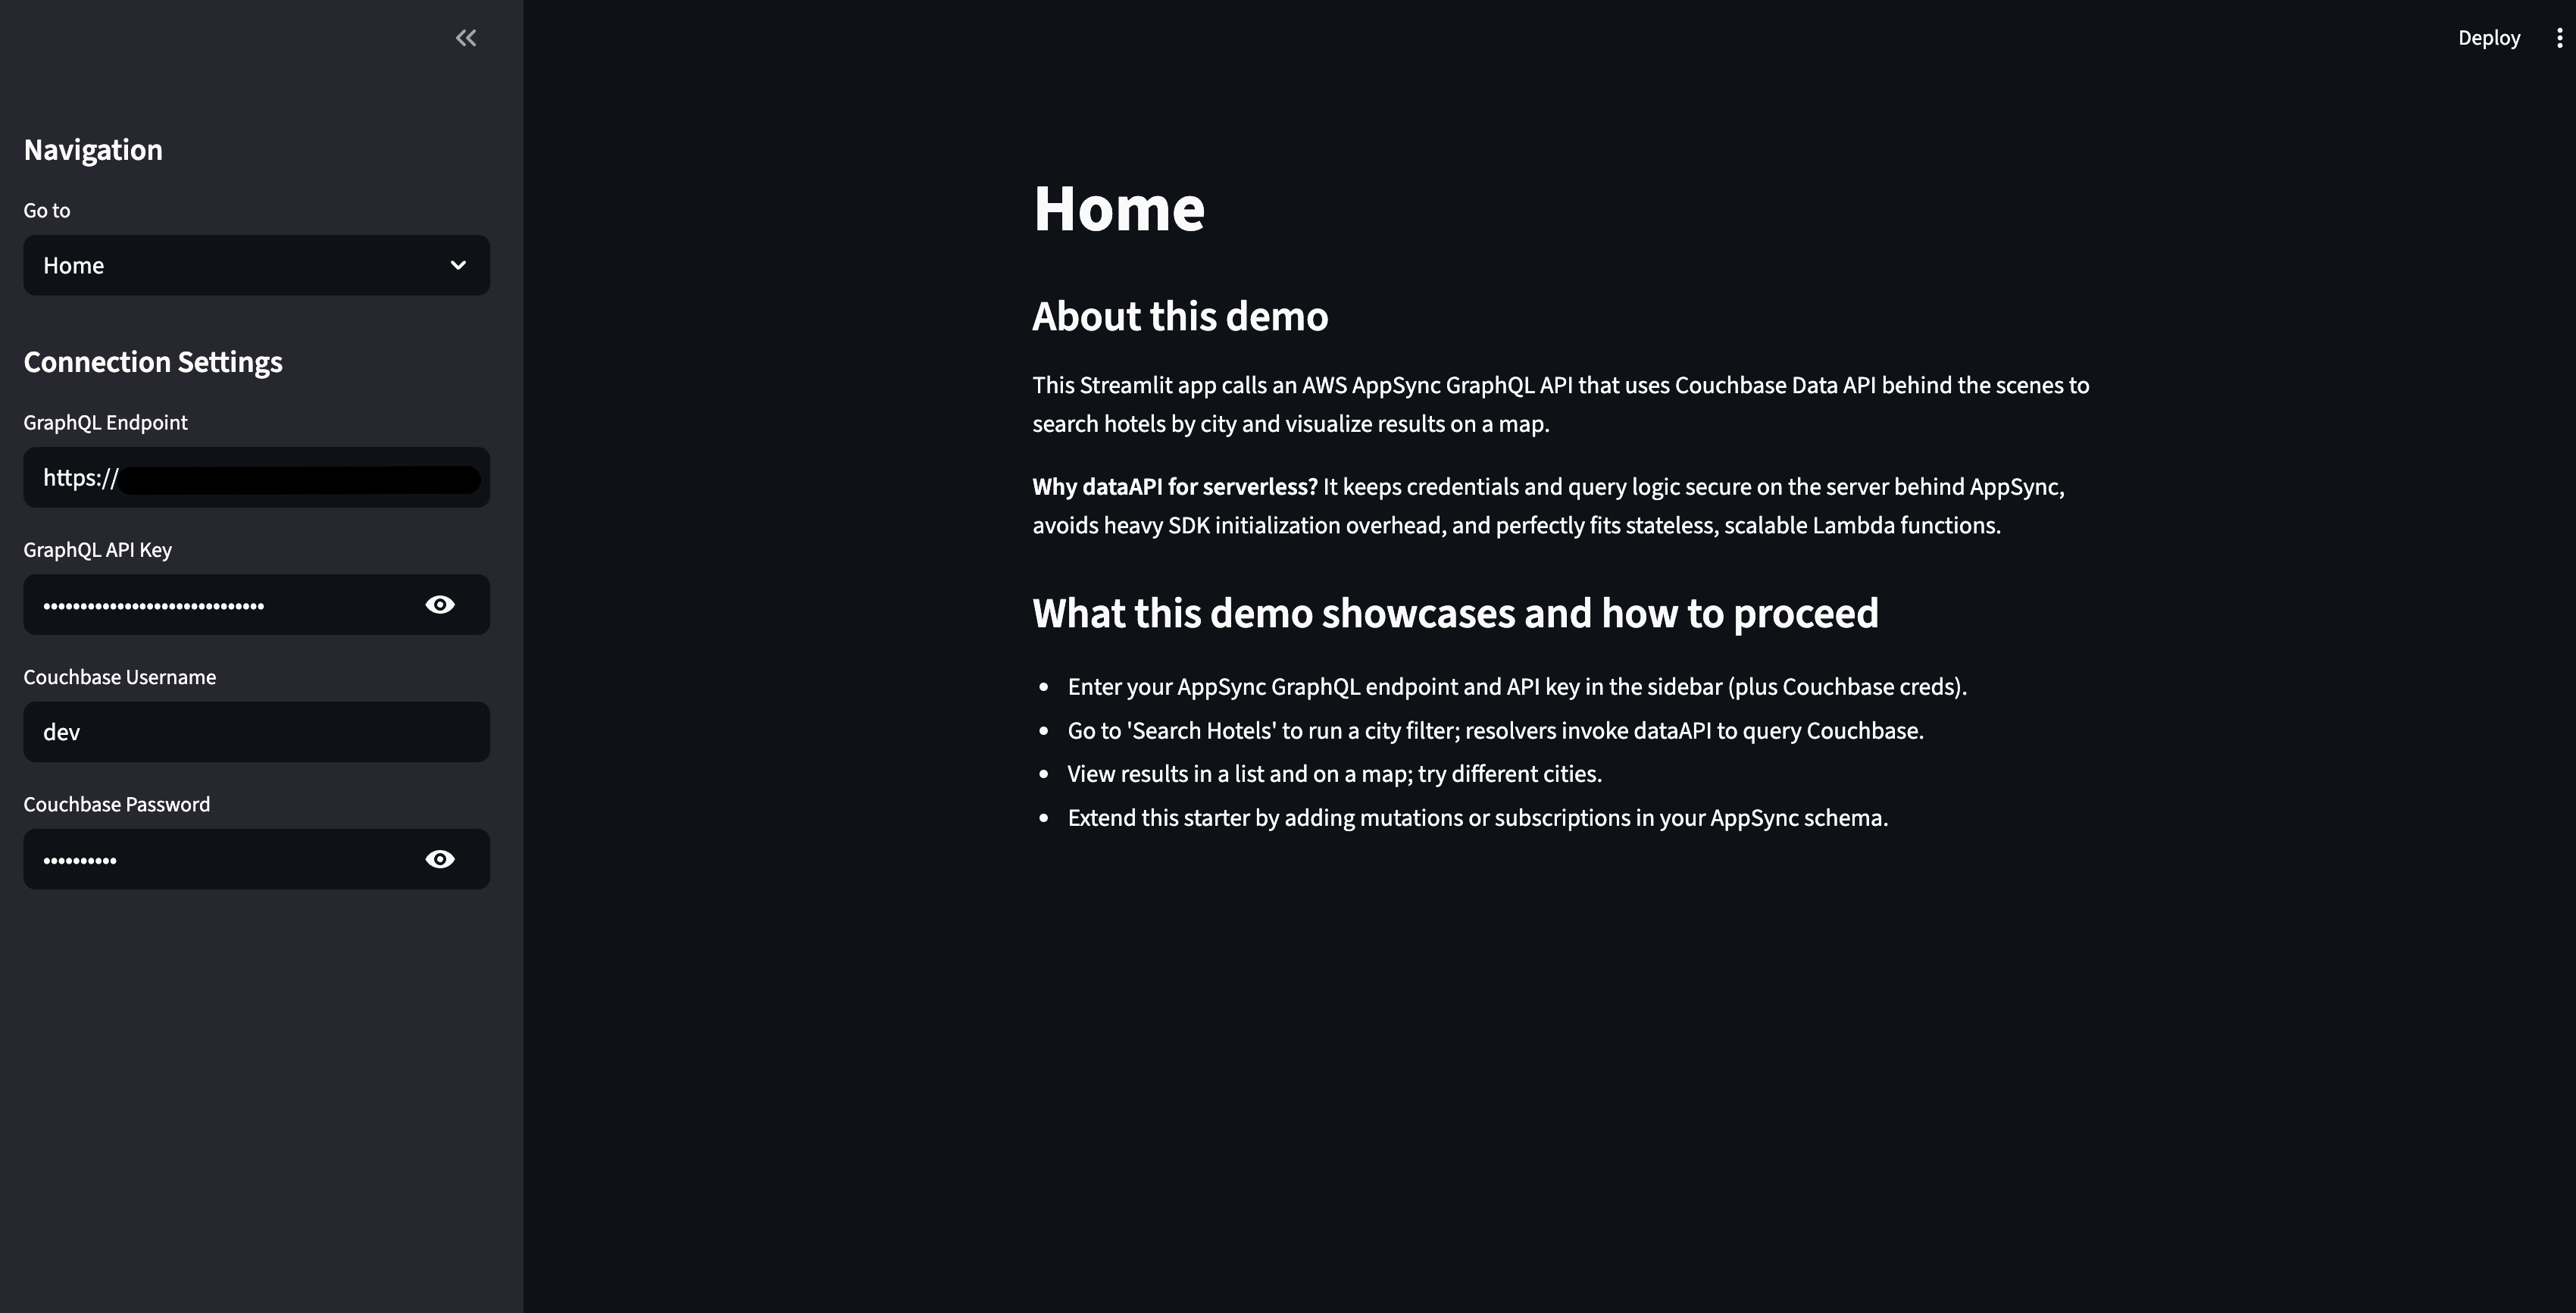 Deploy
Navigation
Go to
Home
Connection Settings
GraphQL Endpoint
https://
GraphQL API Key
••••••••••••••••••••••••••••••
Couchbase Username
dev
Couchbase Password
••••••••••
Home
About this demo
This Streamlit app calls an AWS AppSync GraphQL API that uses Couchbase Data API behind the scenes to
search hotels by city and visualize results on a map.
Why dataAPI for serverless? It keeps credentials and query logic secure on the server behind AppSync,
avoids heavy SDK initialization overhead, and perfectly fits stateless, scalable Lambda functions.
What this demo showcases and how to proceed
• Enter your AppSync GraphQL endpoint and API key in the sidebar (plus Couchbase creds).
• Go to 'Search Hotels' to run a city filter; resolvers invoke dataAPI to query Couchbase.
• View results in a list and on a map; try different cities.
• Extend this starter by adding mutations or subscriptions in your AppSync schema.